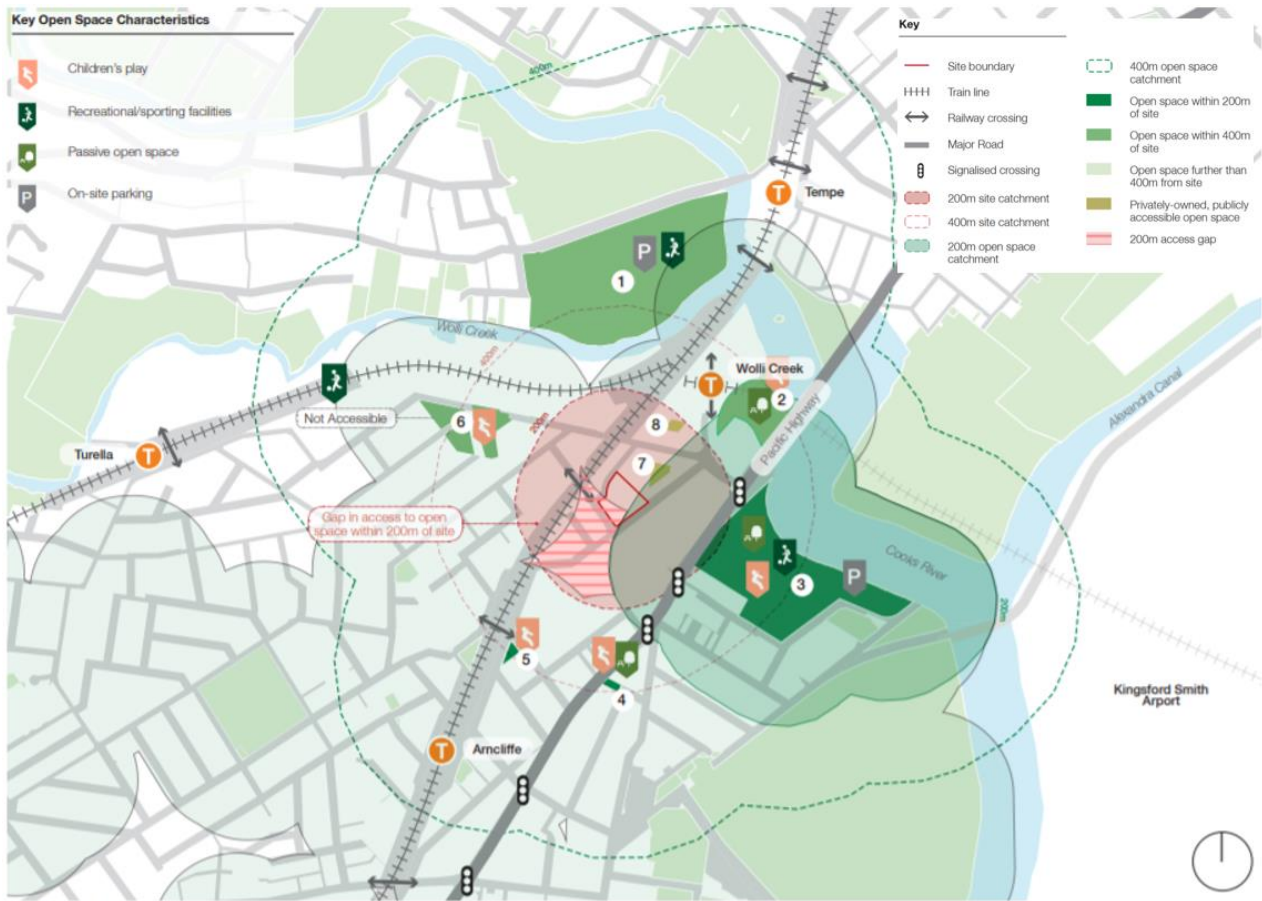 Key Open Space Characteristics
Children's play
Recreational/sporting facilities
Passive open space
P
On-site parking
Key
Site boundary
Train line
Railway crossing
Major Road
Signalised crossing
200m site catchment
400m site catchment
200m open space
catchment
400m open space
catchment
Open space within 200m
of site
Open space within 400m
of site
Open space further than
400m from site
Privately-owned, publicly
accessible open space
200m access gap
400m
T
Tempe
P
1
Wolli Creek
400m
T
Wolli Creek
2
Pacific Highway
Alexandra Canal
Not Accessible
6
200m
8
7
Turella
T
Gap in access to open
space within 200m of site
Cooks River
3
P
200m
5
4
Kingsford Smith
Arport
T
Arncliffe